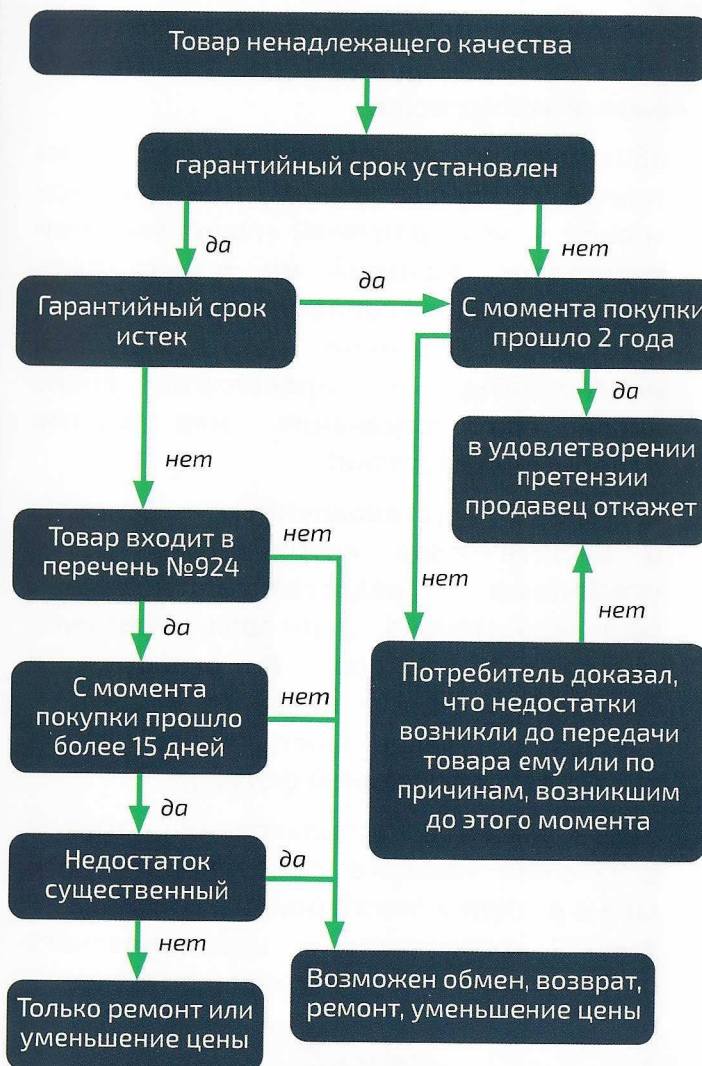 Товар ненадлежащего качества
гарантийный срок установлен
да
нет
Гарантийный срок
истек
да
С момента покупки
прошло 2 года
да
нет
в удовлетворении
претензии
продавец откажет
Товар входит в
перечень №924
нет
нет
нет
да
С момента
покупки прошло
более 15 дней
нет
Потребитель доказал,
что недостатки
возникли до передачи
товара ему или по
причинам, возникшим
до этого момента
да
Недостаток
существенный
да
нет
Только ремонт или
уменьшение цены
Возможен обмен, возврат,
ремонт, уменьшение цены